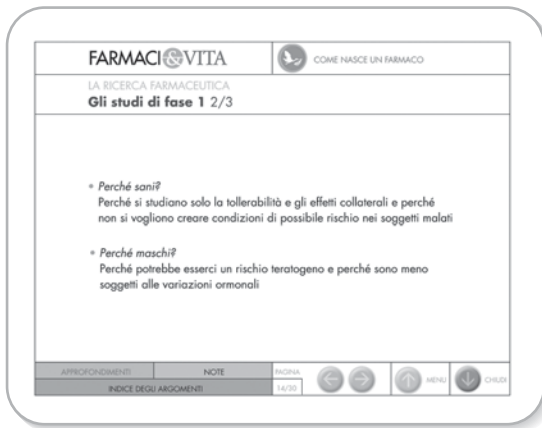 FARMACI&VITA
COME NASCE UN FARMACO
LA RICERCA FARMACEUTICA
Gli studi di fase 1 2/3
• Perché sani?
Perché si studiano solo la tollerabilità e gli effetti collaterali e perché
non si vogliono creare condizioni di possibile rischio nei soggetti malati
• Perché maschi?
Perché potrebbe esserci un rischio teratogeno e perché sono meno
soggetti alle variazioni ormonali
APPROFONDIMENTI
NOTE
PAGINA
MENU
CHIUDI
INDICE DEGLI ARGOMENTI
14/30